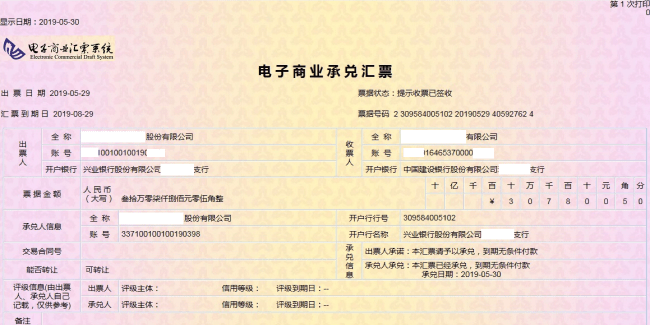 第 1 次打印
0
显示日期：2019-05-30
电子商业汇票系统
Electronic Commercial Draft System
电子商业承兑汇票
出 票 日 期 2019-05-29 票据状态：提示收票已签收
汇 票 到 期 日 2019-08-29 票据号码 2 309584005102 20190529 40592762 4
出票人 全 称 股份有限公司 收票人 全 称 有限公司
账 号 100100100190 账 号 16465370000
开户银行 兴业银行股份有限公司 支行 开户银行 中国建设银行股份有限公司 支行
票 据 金 额 人 民 币（大写） 叁拾万零柒仟捌佰元零伍角整 十 亿 千 百 十 万 千 百 十 元 角 分
¥ 3 0 7 8 0 0 5 0
承兑人信息 全 称 股份有限公司 开户行行号 309584005102
账 号 337100100100190398 开户行名称 兴业银行股份有限公司 支行
交易合同号 承兑信息 出票人承诺：本汇票请予以承兑，到期无条件付款
能否转让 可转让 承兑人承兑：本汇票已经承兑，到期无条件付款
承兑日期：2019-05-30
评级信息(由出票人、承兑人自己记载，仅供参考) 出票人 评级主体： 信用等级： 评级到期日：--
承兑人 评级主体： 信用等级： 评级到期日：--
备注